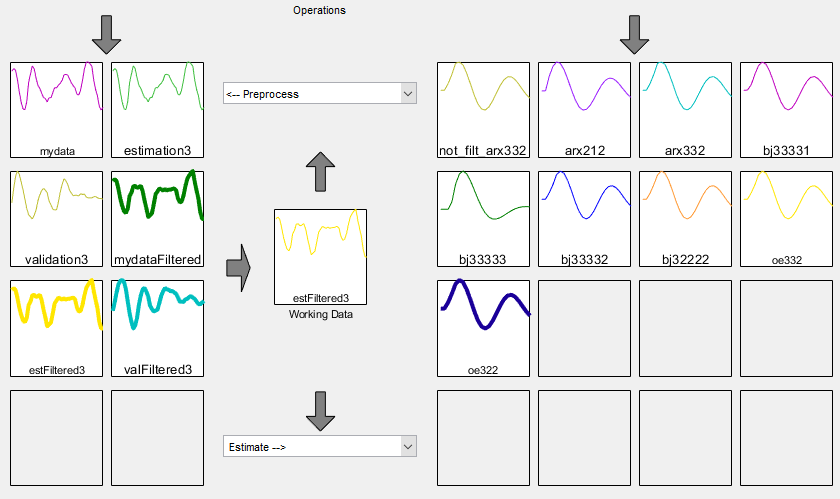 Operations
mydata
estimation3
<-- Preprocess
not_filt_arx332
arx212
arx332
bj33331
validation3
mydataFiltered
bj33333
bj33332
bj32222
oe332
estFiltered3
Working Data
estFiltered3
valFiltered3
oe322
Estimate -->